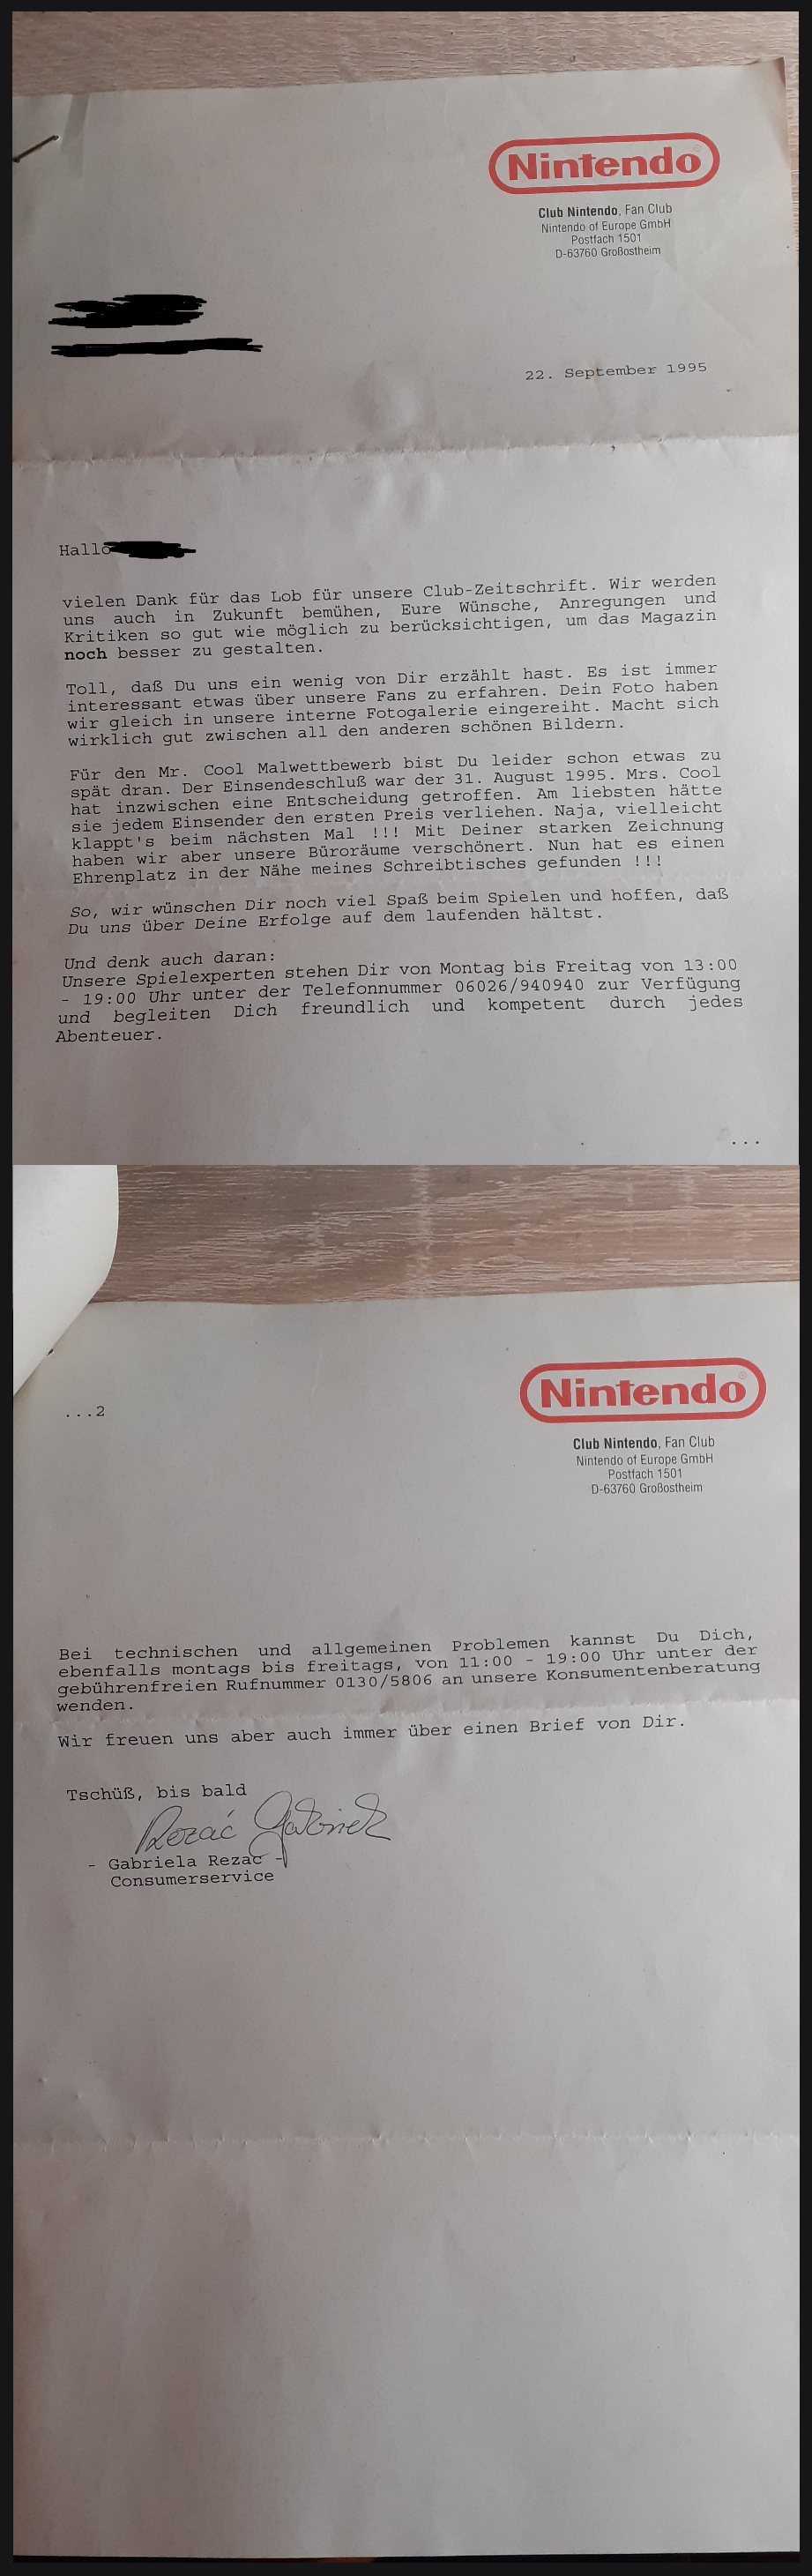 Nintendo®
Club Nintendo, Fan Club
Nintendo of Europe GmbH
Postfach 1501
D-63760 Großostheim
22. September 1995
Hallo
vielen Dank für das Lob für unsere Club-Zeitschrift. Wir werden
uns auch in Zukunft bemühen, Eure Wünsche, Anregungen und
Kritiken so gut wie möglich zu berücksichtigen, um das Magazin
noch besser zu gestalten.
Toll, daß Du uns ein wenig von Dir erzählt hast. Es ist immer
interessant etwas über unsere Fans zu erfahren. Dein Foto haben
wir gleich in unsere interne Fotogalerie eingereiht. Macht sich
wirklich gut zwischen all den anderen schönen Bildern.
Für den Mr. Cool Malwettbewerb bist Du leider schon etwas zu
spät dran. Der Einsendeschluß war der 31. August 1995. Mrs. Cool
hat inzwischen eine Entscheidung getroffen. Am liebsten hätte
sie jedem Einsender den ersten Preis verliehen. Naja, vielleicht
klappt's beim nächsten Mal !!! Mit Deiner starken Zeichnung
haben wir aber unsere Büroräume verschönert. Nun hat es einen
Ehrenplatz in der Nähe meines Schreibtisches gefunden !!!
So, wir wünschen Dir noch viel Spaß beim Spielen und hoffen, daß
Du uns über Deine Erfolge auf dem laufenden hältst.
Und denk auch daran:
Unsere Spielexperten stehen Dir von Montag bis Freitag von 13:00
- 19:00 Uhr unter der Telefonnummer 06026/940940 zur Verfügung
und begleiten Dich freundlich und kompetent durch jedes
Abenteuer.
...
Nintendo®
...2
Club Nintendo, Fan Club
Nintendo of Europe GmbH
Postfach 1501
D-63760 Großostheim
Bei technischen und allgemeinen Problemen kannst Du Dich,
ebenfalls montags bis freitags, von 11:00 - 19:00 Uhr unter der
gebührenfreien Rufnummer 0130/5806 an unsere Konsumentenberatung
wenden.
Wir freuen uns aber auch immer über einen Brief von Dir.
Tschüß, bis bald
Rezać Gabriela
- Gabriela Rezac -
Consumerservice